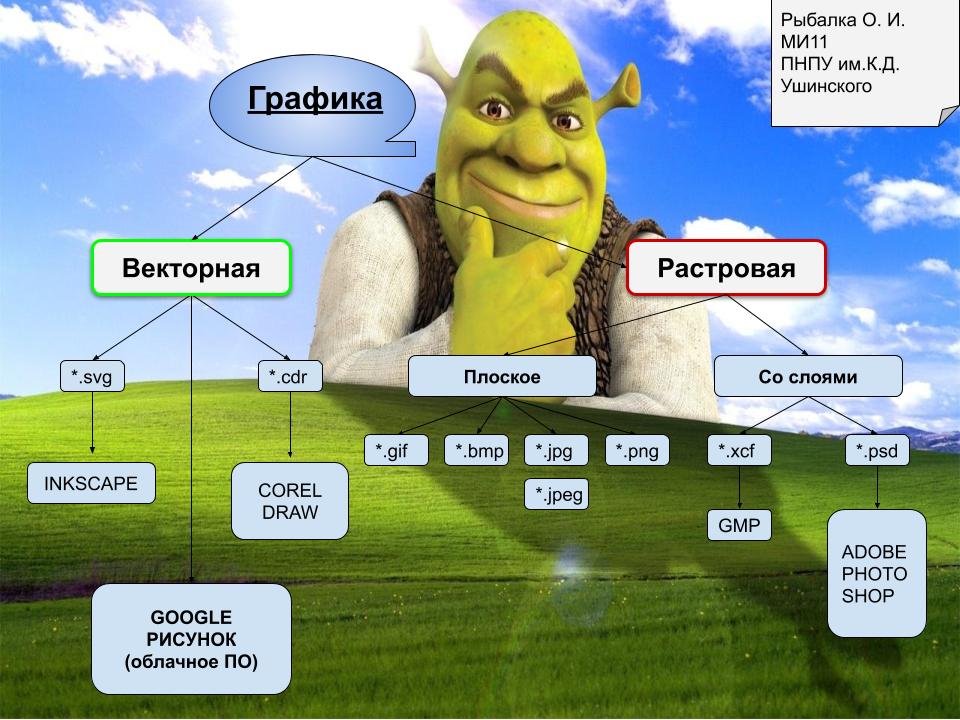 Рыбалка О. И.
МИ11
ПНПУ им.К.Д.
Ушинского
Графика
Векторная
Растровая
*.svg
*.cdr
Плоское
Со слоями
*.gif
*.bmp
*.jpg
*.png
*.xcf
*.psd
INKSCAPE
COREL
DRAW
*.jpeg
GMP
ADOBE
PHOTO
SHOP
GOOGLE
РИСУНОК
(облачное ПО)